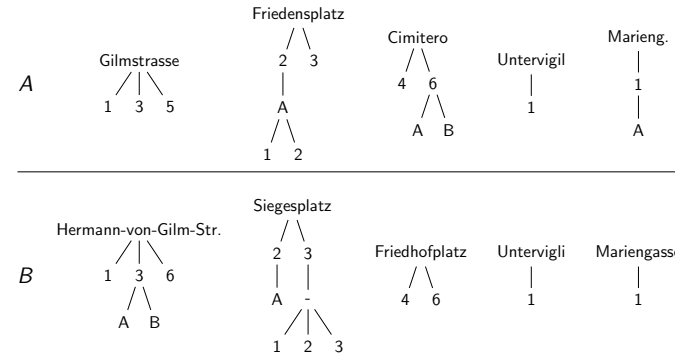 Friedensplatz
Cimitero
Marieng.
Gilmstrasse
Untervigil
A
2 3
4 6
1
1 3 5
1
A
A B
A
1 2
Siegesplatz
Hermann-von-Gilm-Str.
Friedhofplatz
Untervigli
Mariengasse
B
2 3
1 3 6
4 6
1
1
A -
A B
1 2 3